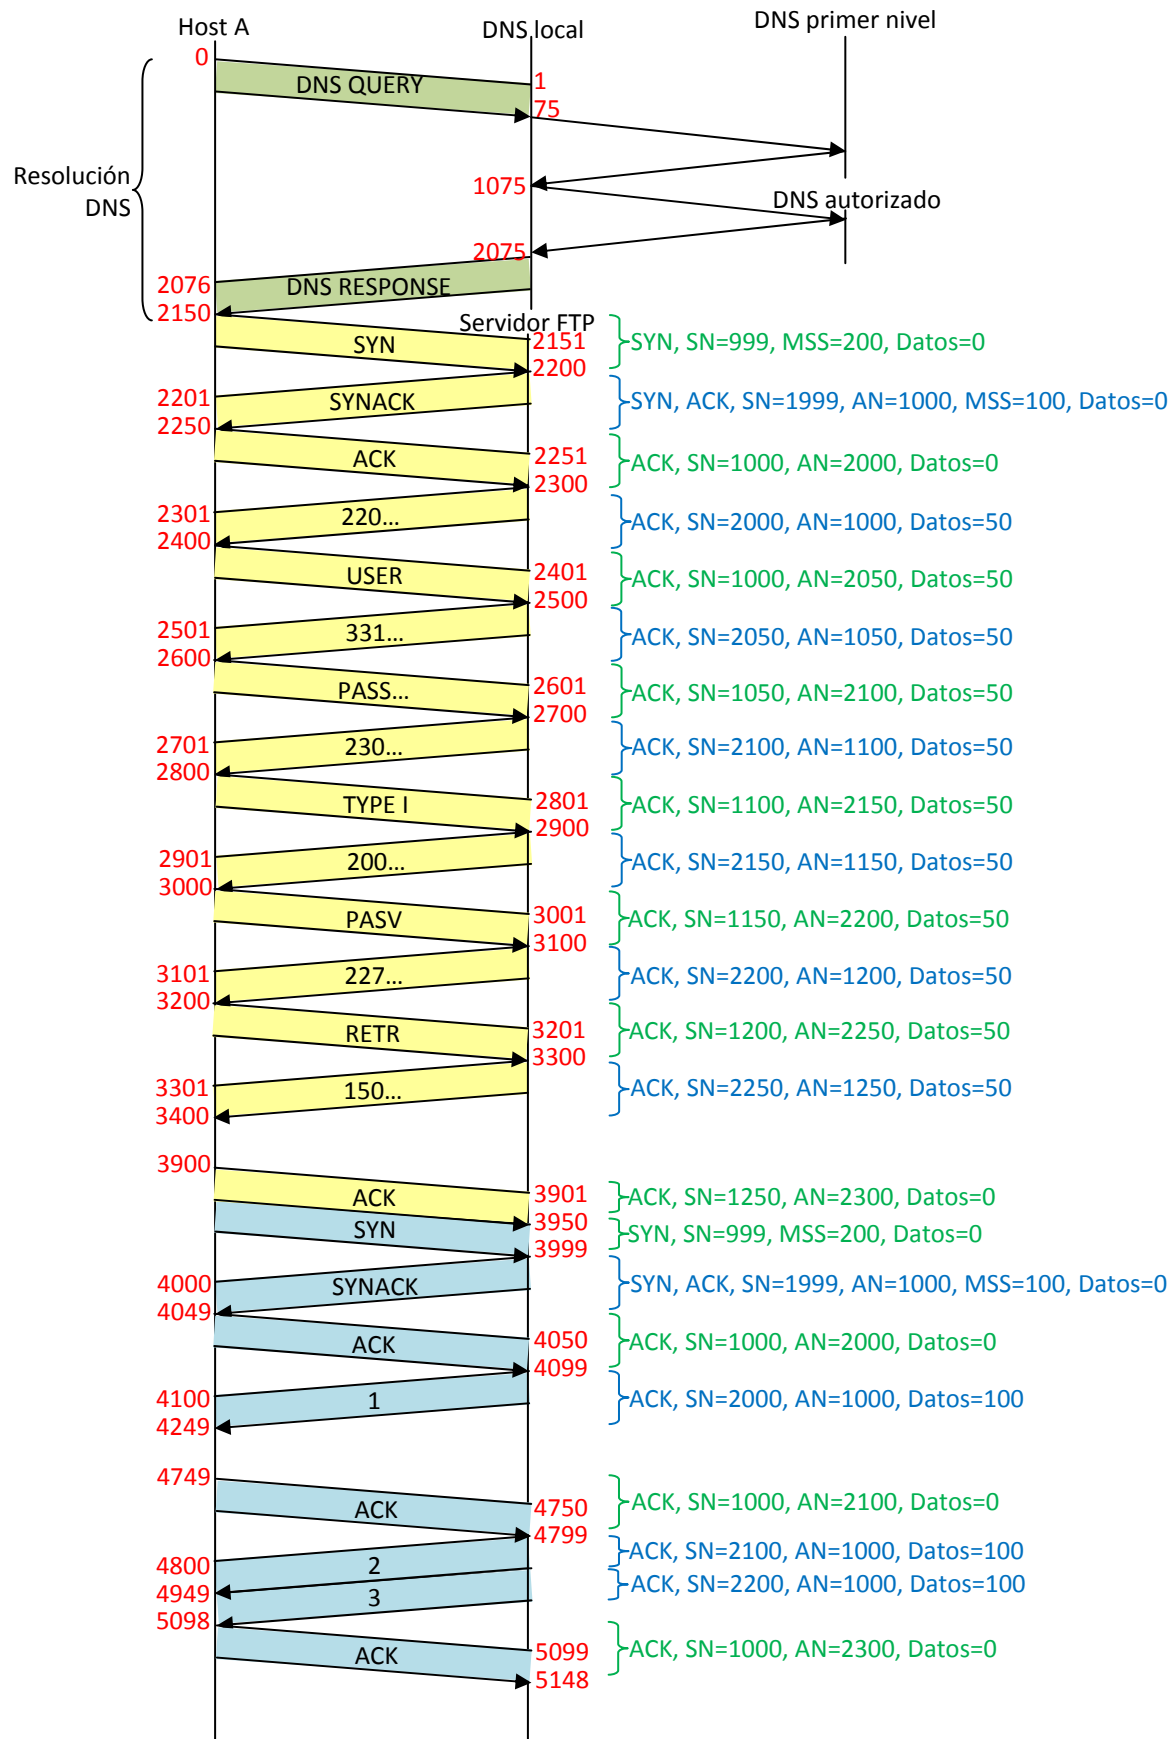 Host A
DNS local
DNS primer nivel
0
DNS QUERY
1
75
Resolución
DNS
1075
DNS autorizado
2075
2076
DNS RESPONSE
2150
Servidor FTP
2151
SYN
SYN, SN=999, MSS=200, Datos=0
2200
2201
SYNACK
SYN, ACK, SN=1999, AN=1000, MSS=100, Datos=0
2250
2251
ACK
ACK, SN=1000, AN=2000, Datos=0
2300
2301
220...
ACK, SN=2000, AN=1000, Datos=50
2400
2401
USER
ACK, SN=1000, AN=2050, Datos=50
2500
2501
331...
ACK, SN=2050, AN=1050, Datos=50
2600
2601
PASS...
ACK, SN=1050, AN=2100, Datos=50
2700
2701
230...
ACK, SN=2100, AN=1100, Datos=50
2800
2801
TYPE I
ACK, SN=1100, AN=2150, Datos=50
2900
2901
200...
ACK, SN=2150, AN=1150, Datos=50
3000
3001
PASV
ACK, SN=1150, AN=2200, Datos=50
3100
3101
227...
ACK, SN=2200, AN=1200, Datos=50
3200
3201
RETR
ACK, SN=1200, AN=2250, Datos=50
3300
3301
150...
ACK, SN=2250, AN=1250, Datos=50
3400
3900
3901
ACK
ACK, SN=1250, AN=2300, Datos=0
3950
SYN
SYN, SN=999, MSS=200, Datos=0
3999
4000
SYNACK
SYN, ACK, SN=1999, AN=1000, MSS=100, Datos=0
4049
4050
ACK
ACK, SN=1000, AN=2000, Datos=0
4099
4100
1
ACK, SN=2000, AN=1000, Datos=100
4249
4749
4750
ACK
ACK, SN=1000, AN=2100, Datos=0
4799
4800
2
ACK, SN=2100, AN=1000, Datos=100
4949
3
ACK, SN=2200, AN=1000, Datos=100
5098
5099
ACK
ACK, SN=1000, AN=2300, Datos=0
5148